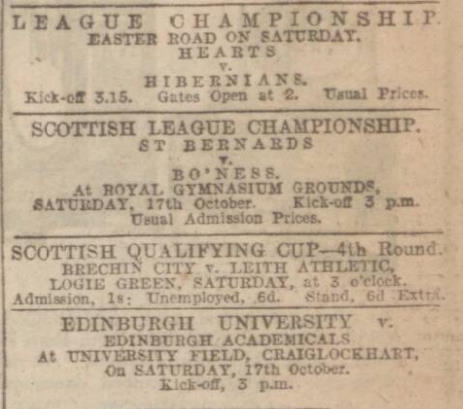 LEAGUE CHAMPIONSHIP.
EASTER ROAD ON SATURDAY.
HEARTS
v.
HIBERNIANS.
Kick-off 3.15. Gates Open at 2. Usual Prices.
SCOTTISH LEAGUE CHAMPIONSHIP.
ST BERNARDS
v.
BO'NESS.
At ROYAL GYMNASIUM GROUNDS,
SATURDAY, 17th October. Kick-off 3 p.m.
Usual Admission Prices.
SCOTTISH QUALIFYING CUP—4th Round.
BRECHIN CITY v. LEITH ATHLETIC,
LOGIE GREEN, SATURDAY, at 3 o'clock.
Admission, 1s; Unemployed, 6d. Stand, 6d Extra.
EDINBURGH UNIVERSITY v.
EDINBURGH ACADEMICALS
At UNIVERSITY FIELD, CRAIGLOCKHART,
On SATURDAY, 17th October.
Kick-off, 3 p.m.